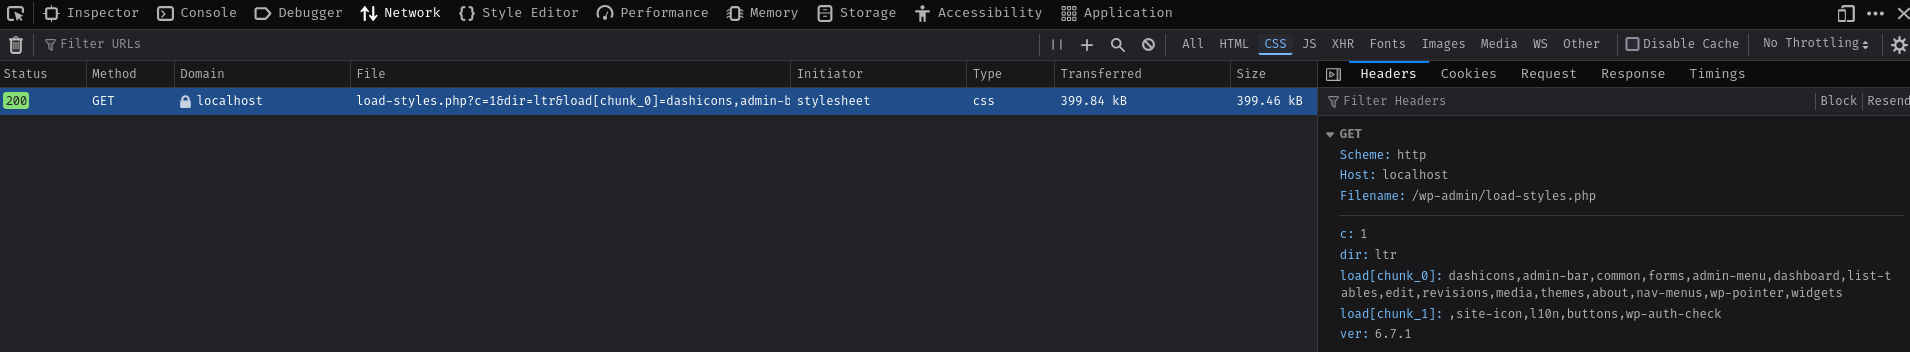 Inspector Console Debugger Network Style Editor Performance Memory Storage Accessibility Application
Filter URLs All HTML CSS JS XHR Fonts Images Media WS Other Disable Cache No Throttling
Status Method Domain File Initiator Type Transferred Size
200 GET localhost load-styles.php?c=1&dir=ltr&load[chunk_0]=dashicons,admin-b stylesheet css 399.84 kB 399.46 kB
Headers Cookies Request Response Timings
Filter Headers Block Resend
GET
Scheme: http
Host: localhost
Filename: /wp-admin/load-styles.php
c: 1
dir: ltr
load[chunk_0]: dashicons,admin-bar,common,forms,admin-menu,dashboard,list-t
ables,edit,revisions,media,themes,about,nav-menus,wp-pointer,widgets
load[chunk_1]: ,site-icon,l10n,buttons,wp-auth-check
ver: 6.7.1